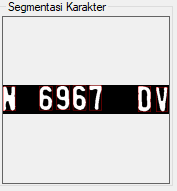 Segmentasi Karakter
N 6967 DV